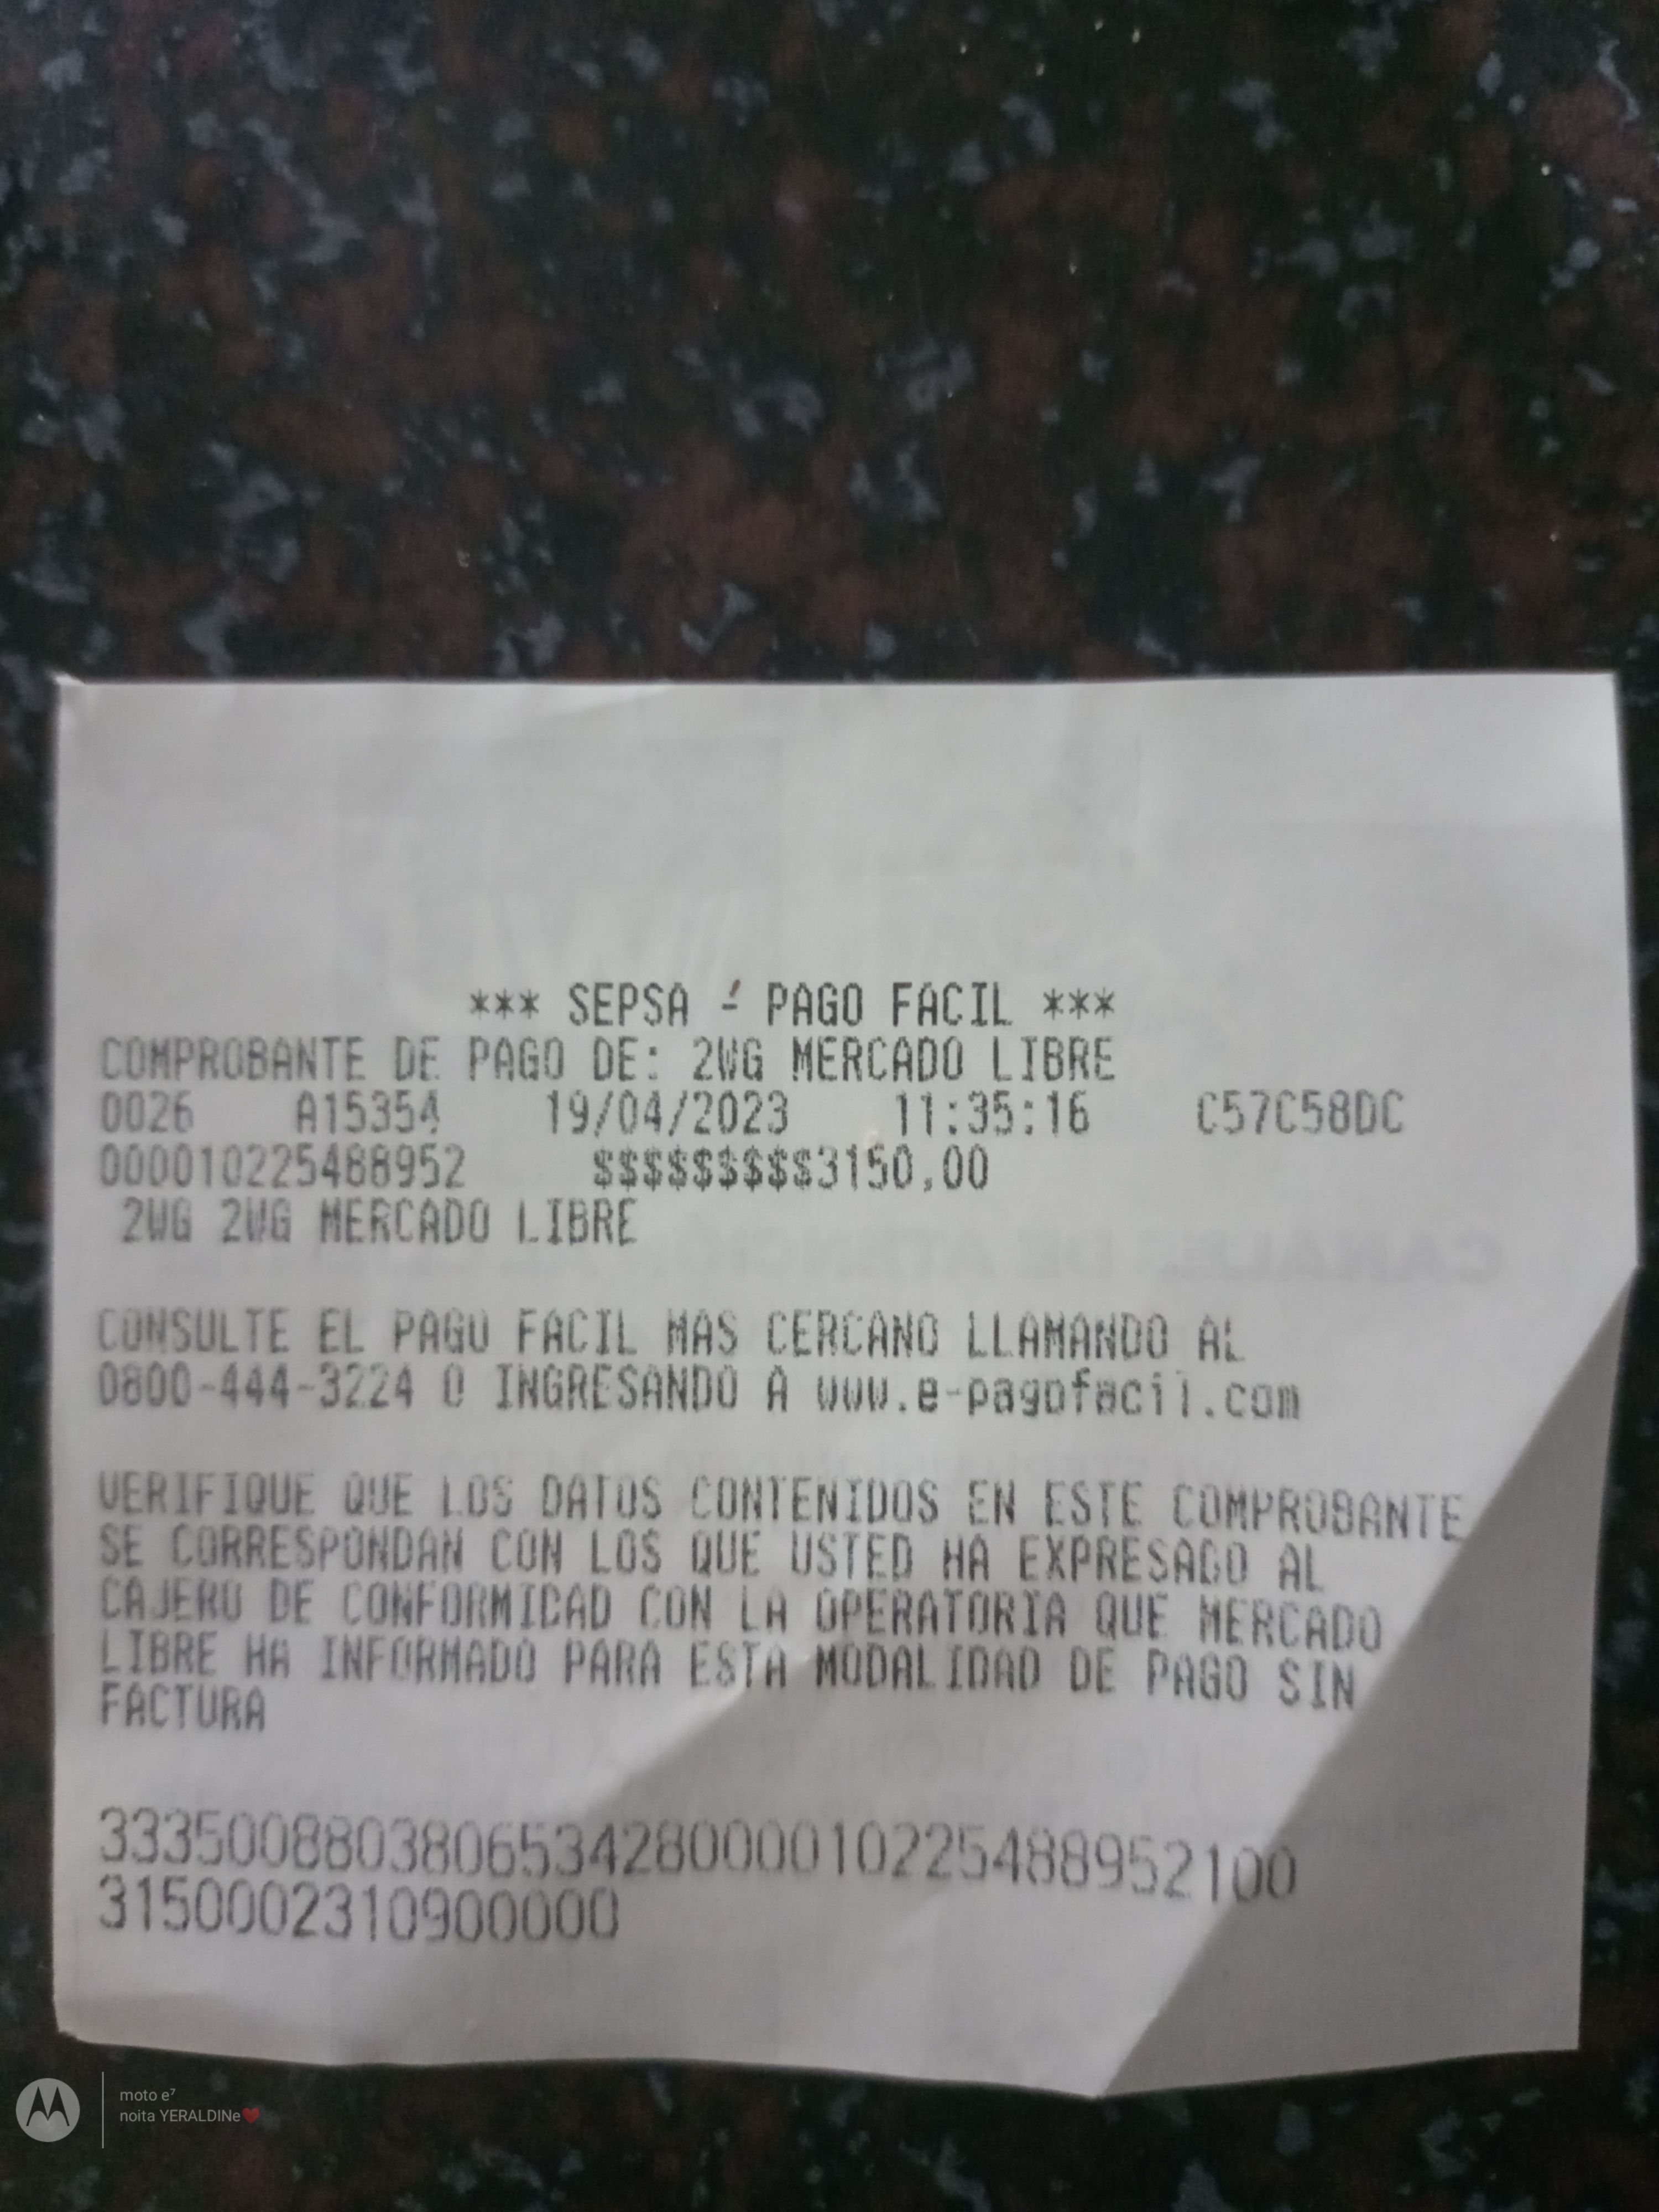 *** SEPSA - PAGO FACIL ***
COMPROBANTE DE PAGO DE: 2WG MERCADO LIBRE
0026 A15354 19/04/2023 11:35:16 C57C58DC
000010225488952 $$$$$$$$$3150,00
2WG 2WG MERCADO LIBRE
CONSULTE EL PAGO FACIL MAS CERCANO LLAMANDO AL
0800-444-3224 O INGRESANDO A www.e-pagofacil.com
VERIFIQUE QUE LOS DATOS CONTENIDOS EN ESTE COMPROBANTE
SE CORRESPONDAN CON LOS QUE USTED HA EXPRESADO AL
CAJERO DE CONFORMIDAD CON LA OPERATORIA QUE MERCADO
LIBRE HA INFORMADO PARA ESTA MODALIDAD DE PAGO SIN
FACTURA
333500880380653428000010225488952100
315000231090000​0
moto e⁷
noita YERALDINe❤️